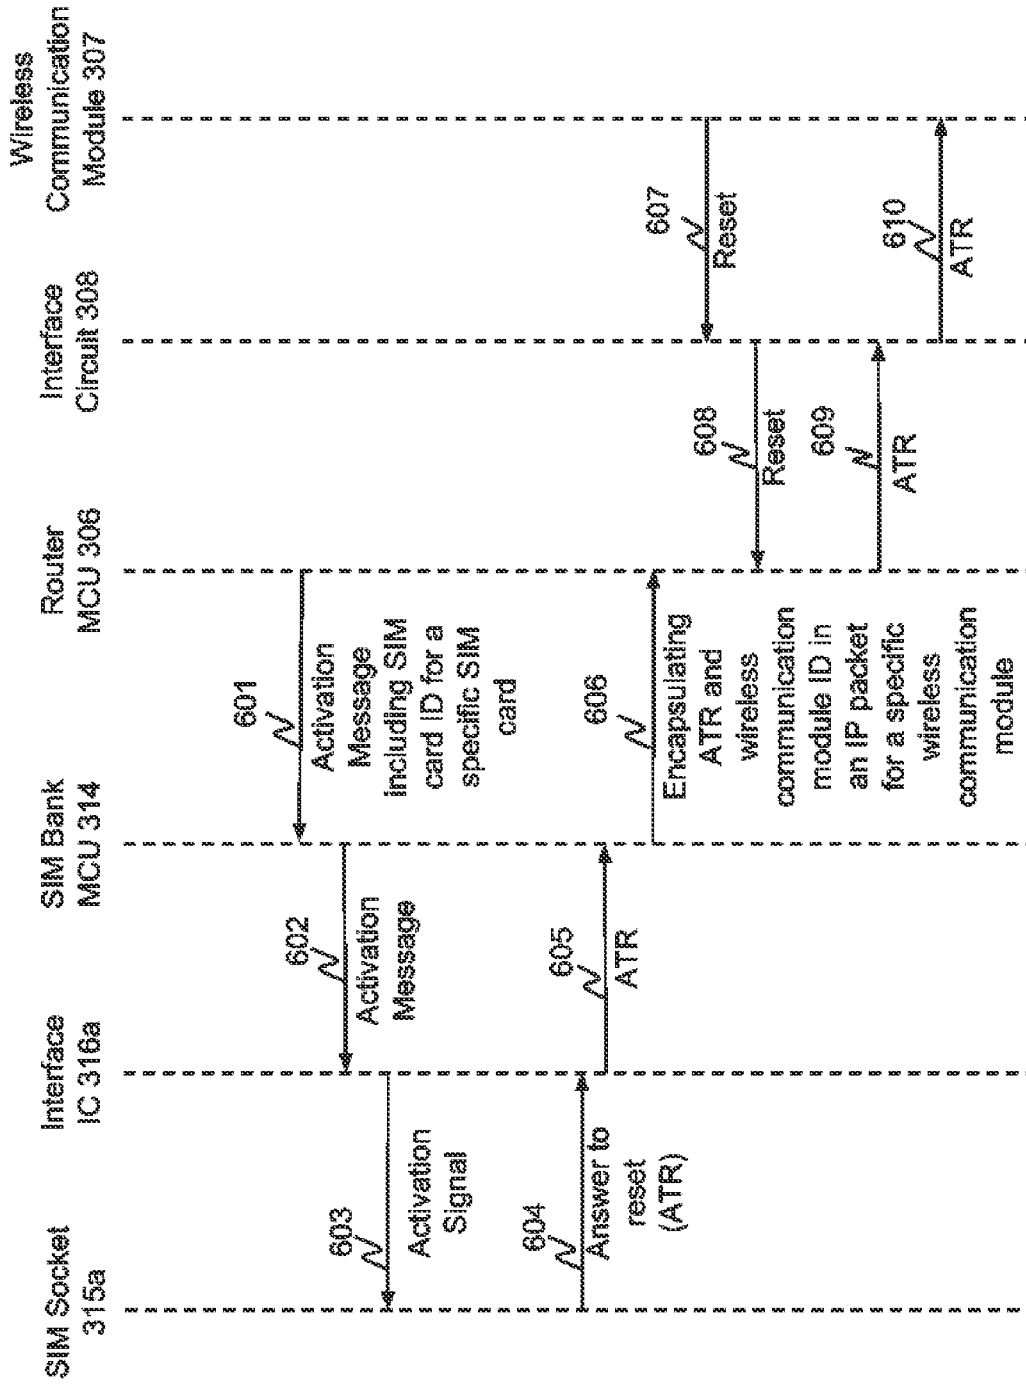 SIM Socket
315a
Interface
IC 316a
SIM Bank
MCU 314
Router
MCU 306
Interface
Circuit 308
Wireless
Communication
Module 307
601
Activation
Message
including SIM
card ID for a
specific SIM
card
602
Activation
Message
603
Activation
Signal
604
Answer to
reset
(ATR)
605
ATR
606
Encapsulating
ATR and
wireless
communication
module ID in
an IP packet
for a specific
wireless
communication
module
607
Reset
608
Reset
609
ATR
610
ATR